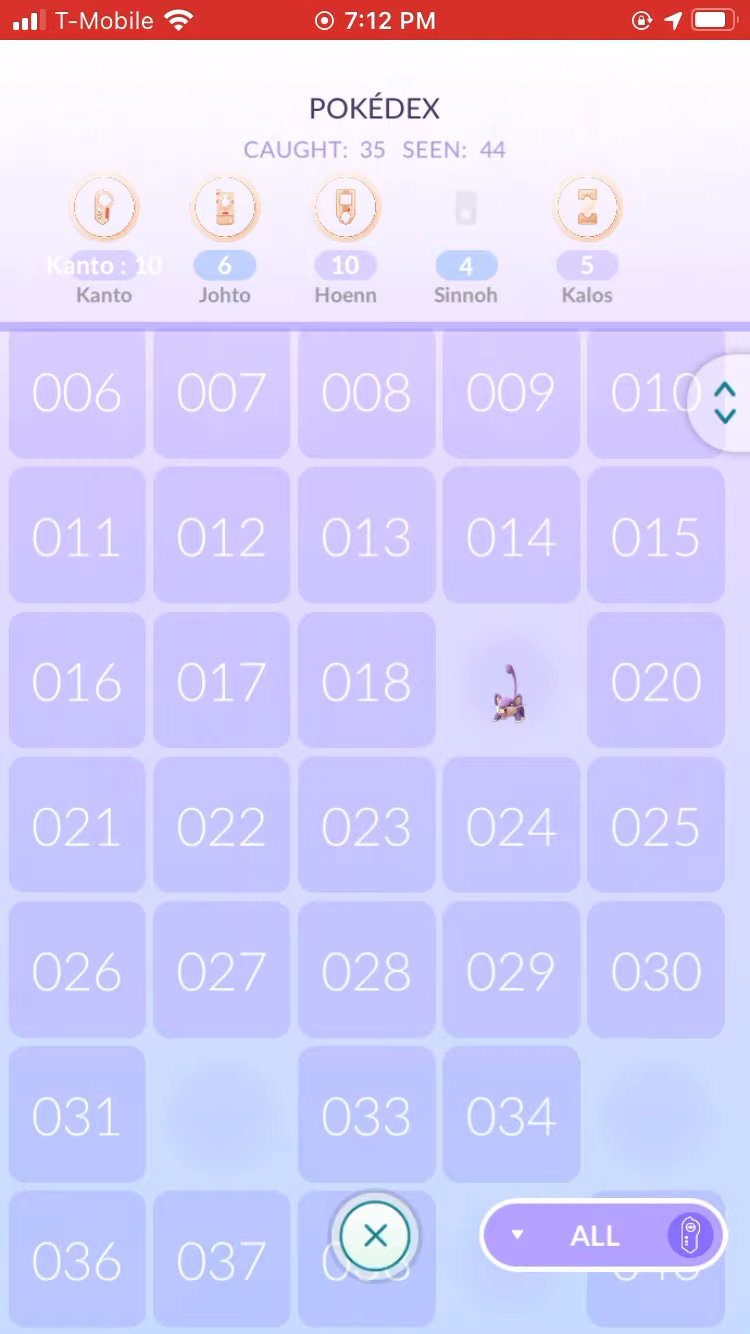 T-Mobile 7:12 PM
POKÉDEX
CAUGHT: 35 SEEN: 44
Kanto : 10 6 10 4 5
Kanto Johto Hoenn Sinnoh Kalos
006 007 008 009 010
011 012 013 014 015
016 017 018 020
021 022 023 024 025
026 027 028 029 030
031 033 034
ALL
036 037